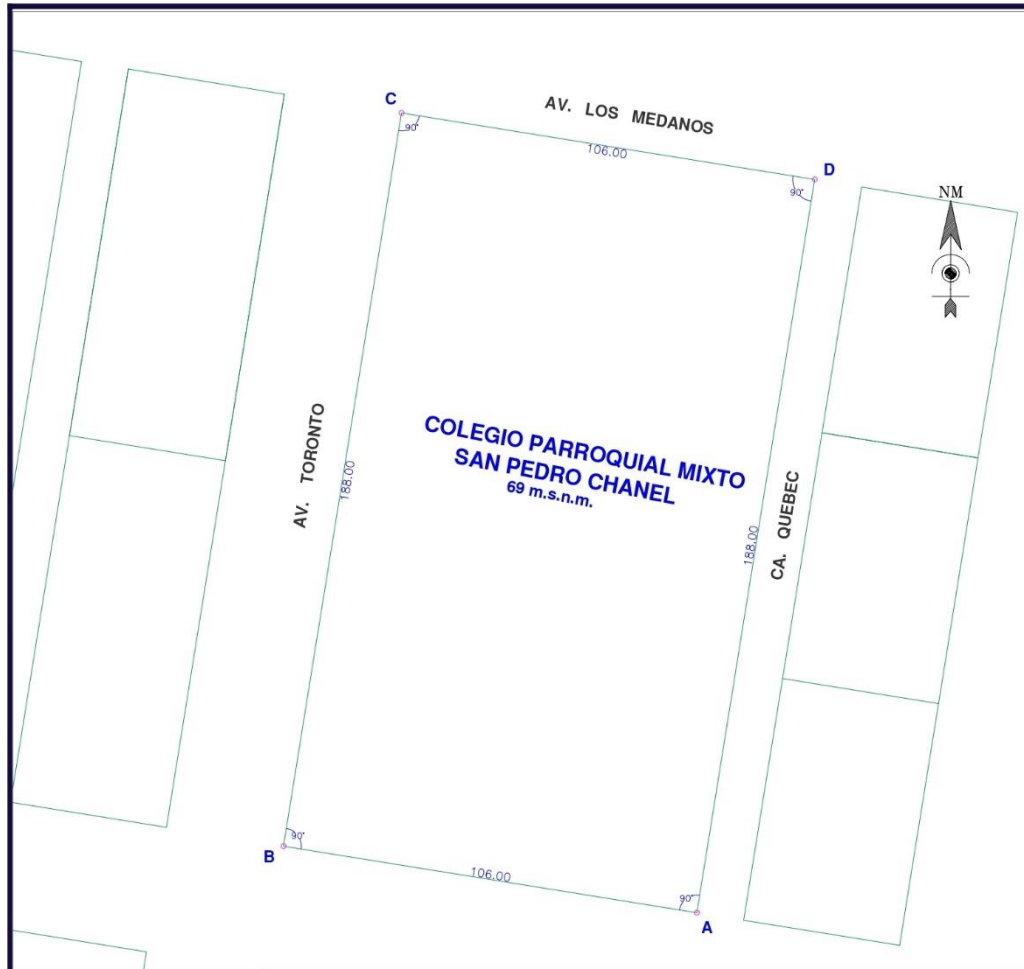 C
AV. LOS MEDANOS
90°
106.00
D
90°
NM
AV. TORONTO
188.00
COLEGIO PARROQUIAL MIXTO
SAN PEDRO CHANEL
69 m.s.n.m.
188.00
CA. QUEBEC
90°
B
106.00
90°
A